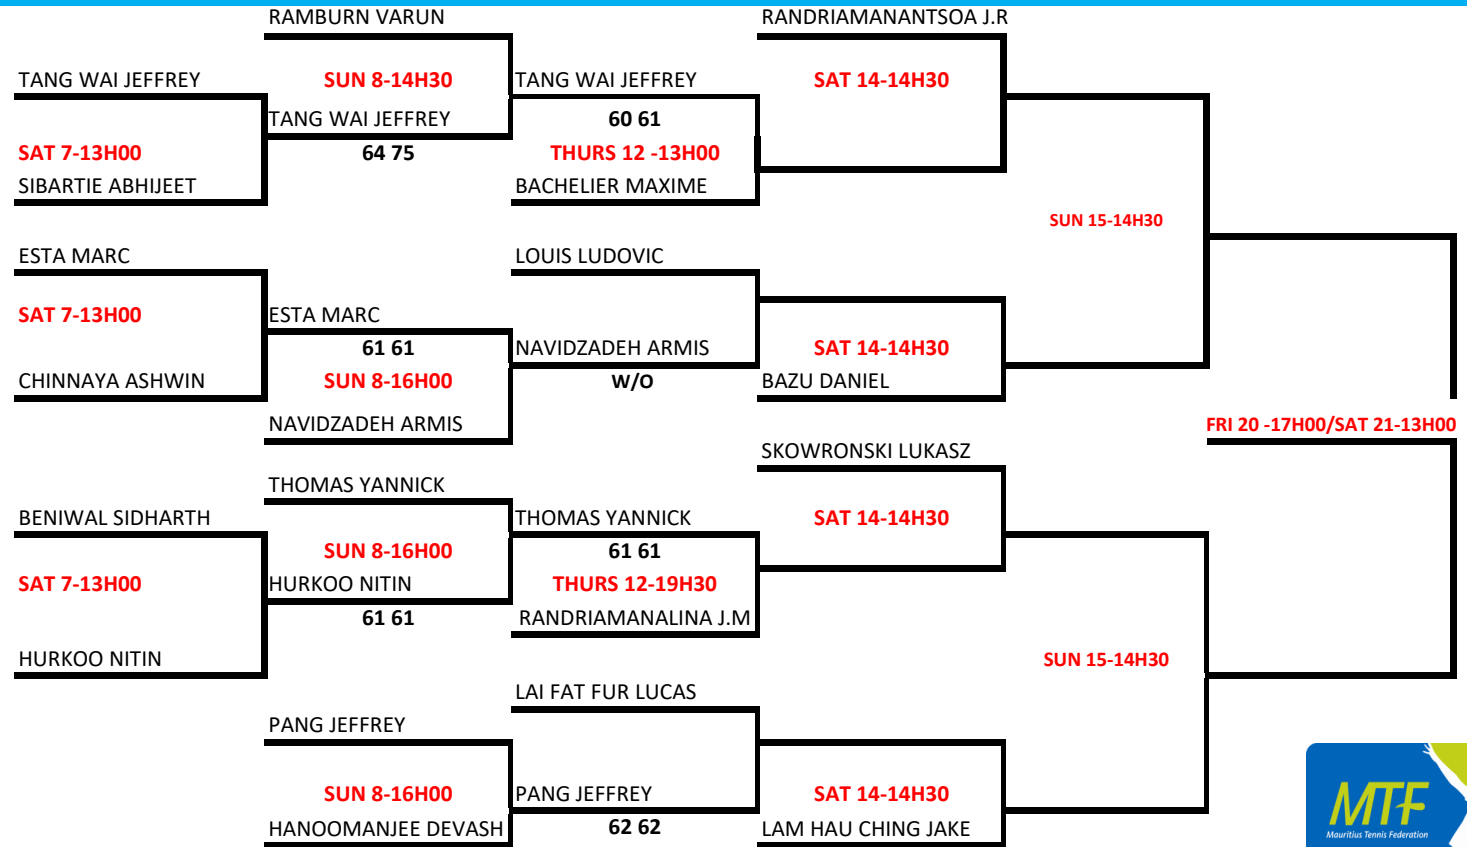 RAMBURN VARUN
RANDRIAMANANTSOA J.R
TANG WAI JEFFREY
SUN 8-14H30
TANG WAI JEFFREY
SAT 14-14H30
TANG WAI JEFFREY
60 61
SAT 7-13H00
64 75
THURS 12 -13H00
SIBARTIE ABHIJEET
BACHELIER MAXIME
SUN 15-14H30
ESTA MARC
LOUIS LUDOVIC
SAT 7-13H00
ESTA MARC
61 61
NAVIDZADEH ARMIS
SAT 14-14H30
CHINNAYA ASHWIN
SUN 8-16H00
W/O
BAZU DANIEL
NAVIDZADEH ARMIS
FRI 20 -17H00/SAT 21-13H00
SKOWRONSKI LUKASZ
THOMAS YANNICK
BENIWAL SIDHARTH
THOMAS YANNICK
SAT 14-14H30
SUN 8-16H00
61 61
SAT 7-13H00
HURKOO NITIN
THURS 12-19H30
61 61
RANDRIAMANALINA J.M
HURKOO NITIN
SUN 15-14H30
LAI FAT FUR LUCAS
PANG JEFFREY
SUN 8-16H00
PANG JEFFREY
SAT 14-14H30
HANOOMANJEE DEVASH
62 62
LAM HAU CHING JAKE
MTF
Mauritius Tennis Federation